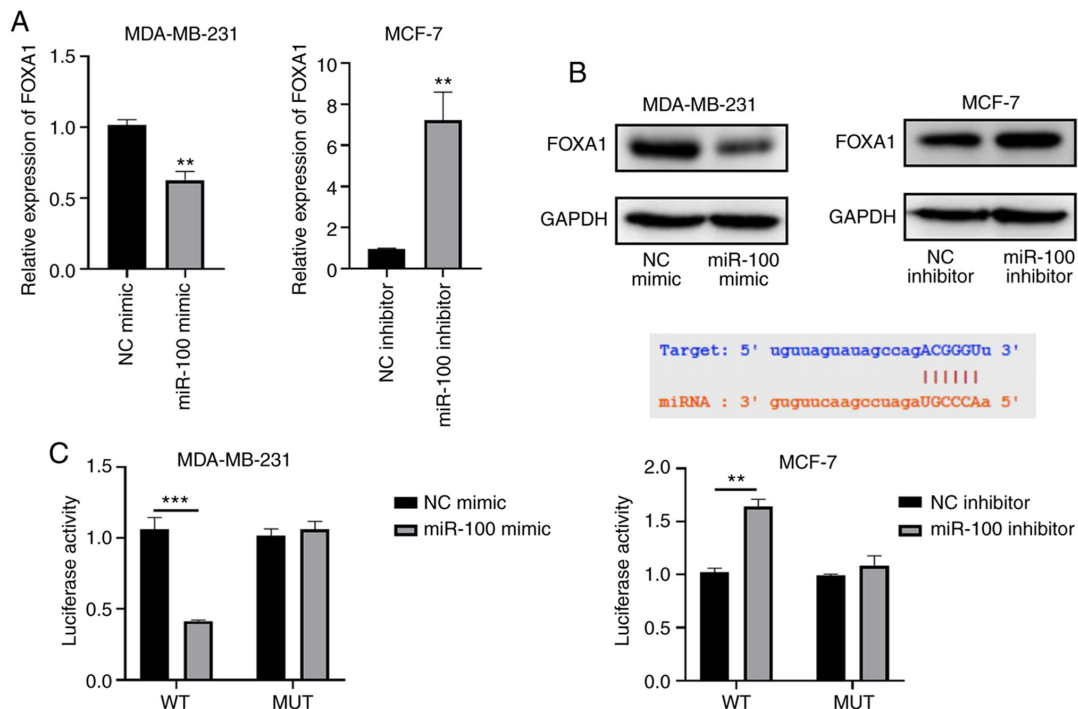 A
MDA-MB-231
Relative expression of FOXA1
1.5
1.0
0.5
0.0
**
NC mimic
miR-100 mimic
MCF-7
Relative expression of FOXA1
10
8
6
4
2
0
**
NC inhibitor
miR-100 inhibitor
B
MDA-MB-231
FOXA1
GAPDH
NC
mimic
miR-100
mimic
MCF-7
FOXA1
GAPDH
NC
inhibitor
miR-100
inhibitor
Target: 5' uguuaguauagccagACGGGUu 3'
||||||
miRNA : 3' guguucaagccuagaUGCCCAa 5'
C
MDA-MB-231
Luciferase activity
1.5
1.0
0.5
0.0
***
WT
MUT
NC mimic
miR-100 mimic
MCF-7
Luciferase activity
2.0
1.5
1.0
0.5
0.0
**
WT
MUT
NC inhibitor
miR-100 inhibitor